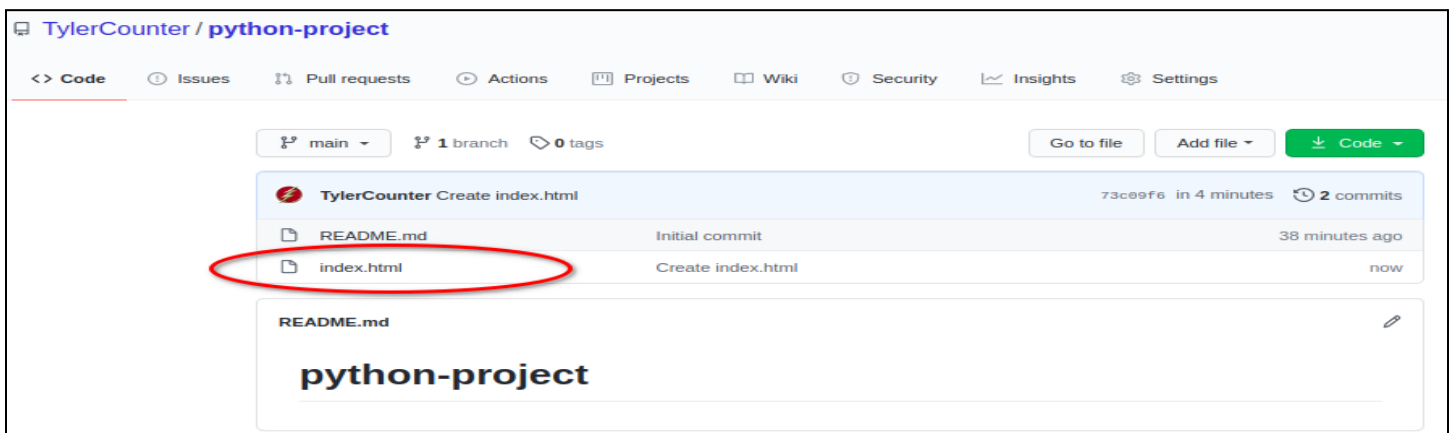 TylerCounter / python-project
<> Code Issues Pull requests Actions Projects Wiki Security Insights Settings
main 1 branch 0 tags Go to file Add file Code
TylerCounter Create index.html 73c09f6 in 4 minutes 2 commits
README.md Initial commit 38 minutes ago
index.html Create index.html now
README.md
python-project